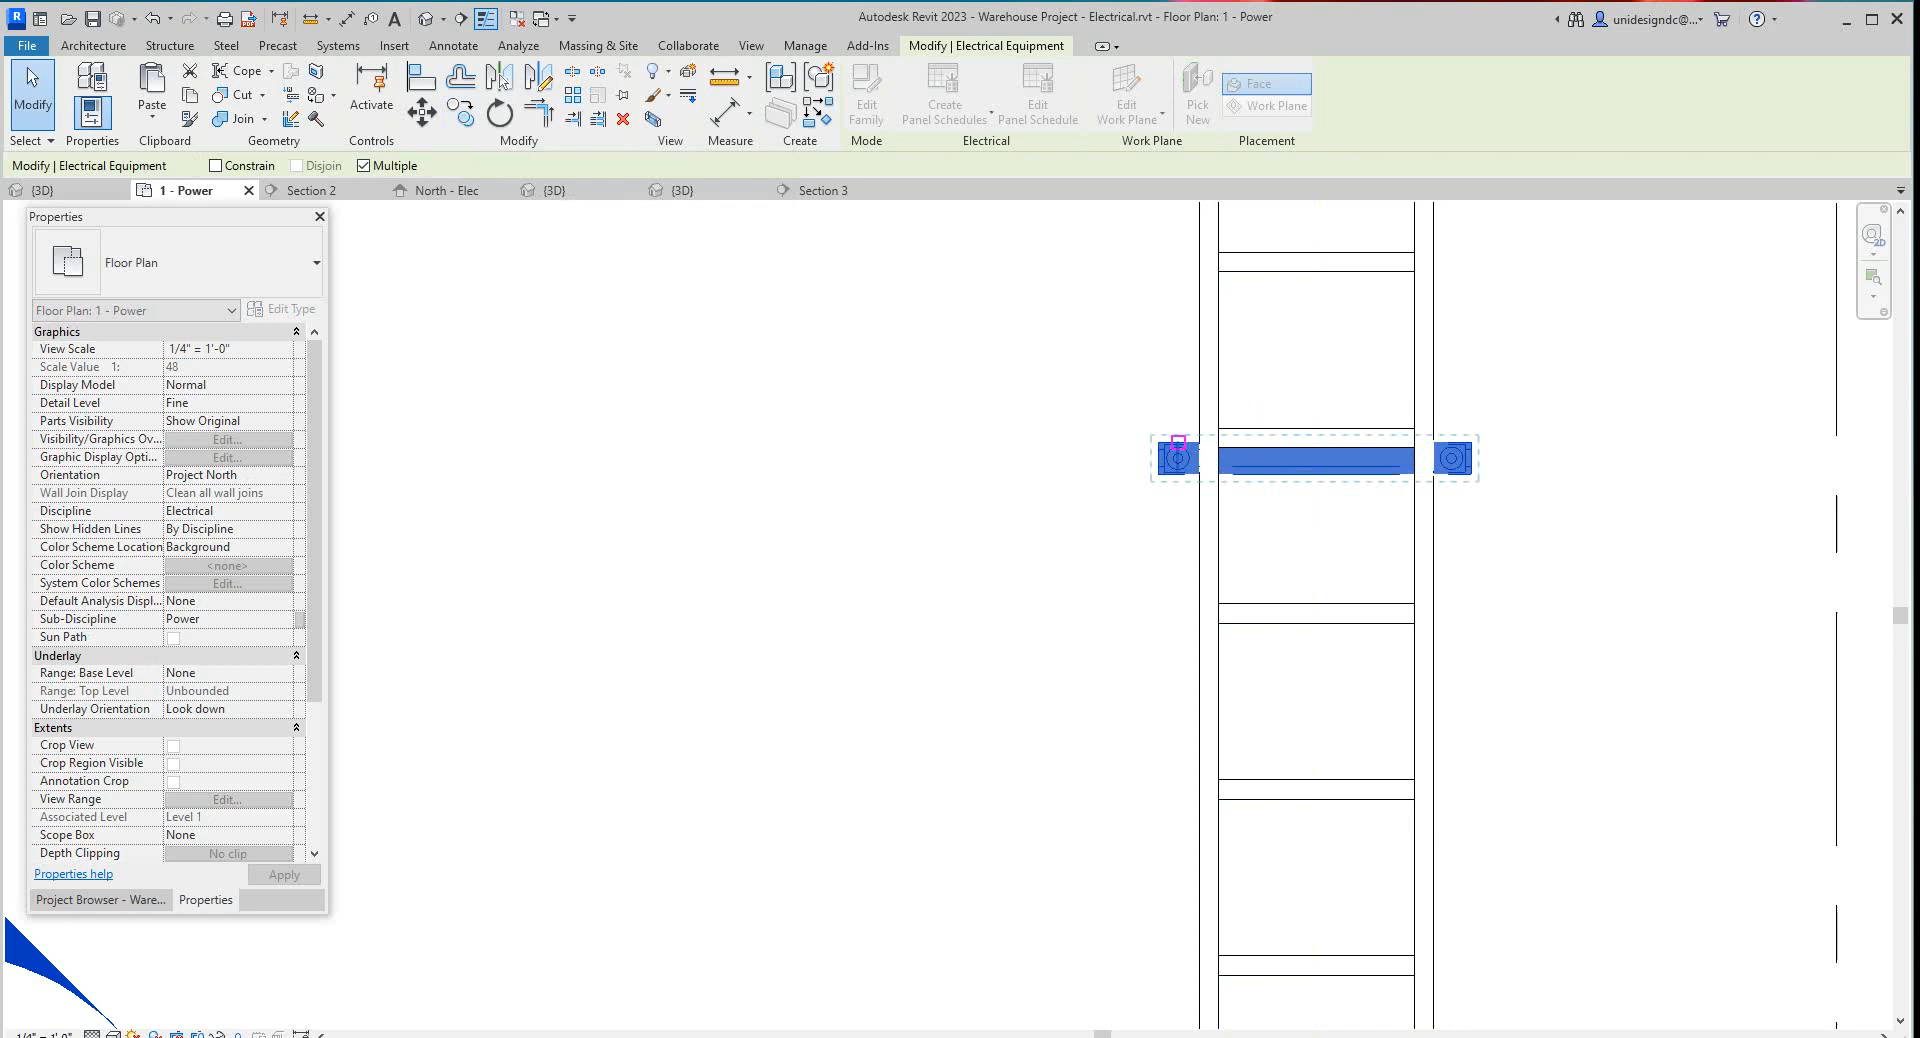 Autodesk Revit 2023 - Warehouse Project - Electrical.rvt - Floor Plan: 1 - Power
unidesigndc@...
File Architecture Structure Steel Precast Systems Insert Annotate Analyze Massing & Site Collaborate View Manage Add-Ins Modify | Electrical Equipment
Modify
Paste
Cope
Cut
Join
Activate
Edit Family
Create Panel Schedules
Edit Panel Schedule
Edit Work Plane
Pick New
Face
Work Plane
Select Properties Clipboard Geometry Controls Modify View Measure Create Mode Electrical Work Plane Placement
Modify | Electrical Equipment Constrain Disjoin Multiple
{3D} 1 - Power Section 2 North - Elec {3D} {3D} Section 3
Properties
Floor Plan
Floor Plan: 1 - Power Edit Type
Graphics
View Scale 1/4" = 1'-0"
Scale Value 1: 48
Display Model Normal
Detail Level Fine
Parts Visibility Show Original
Visibility/Graphics Ov... Edit...
Graphic Display Opti... Edit...
Orientation Project North
Wall Join Display Clean all wall joins
Discipline Electrical
Show Hidden Lines By Discipline
Color Scheme Location Background
Color Scheme <none>
System Color Schemes Edit...
Default Analysis Displ... None
Sub-Discipline Power
Sun Path
Underlay
Range: Base Level None
Range: Top Level Unbounded
Underlay Orientation Look down
Extents
Crop View
Crop Region Visible
Annotation Crop
View Range Edit...
Associated Level Level 1
Scope Box None
Depth Clipping No clip
Properties help Apply
Project Browser - Ware... Properties
1/4" = 1'-0"